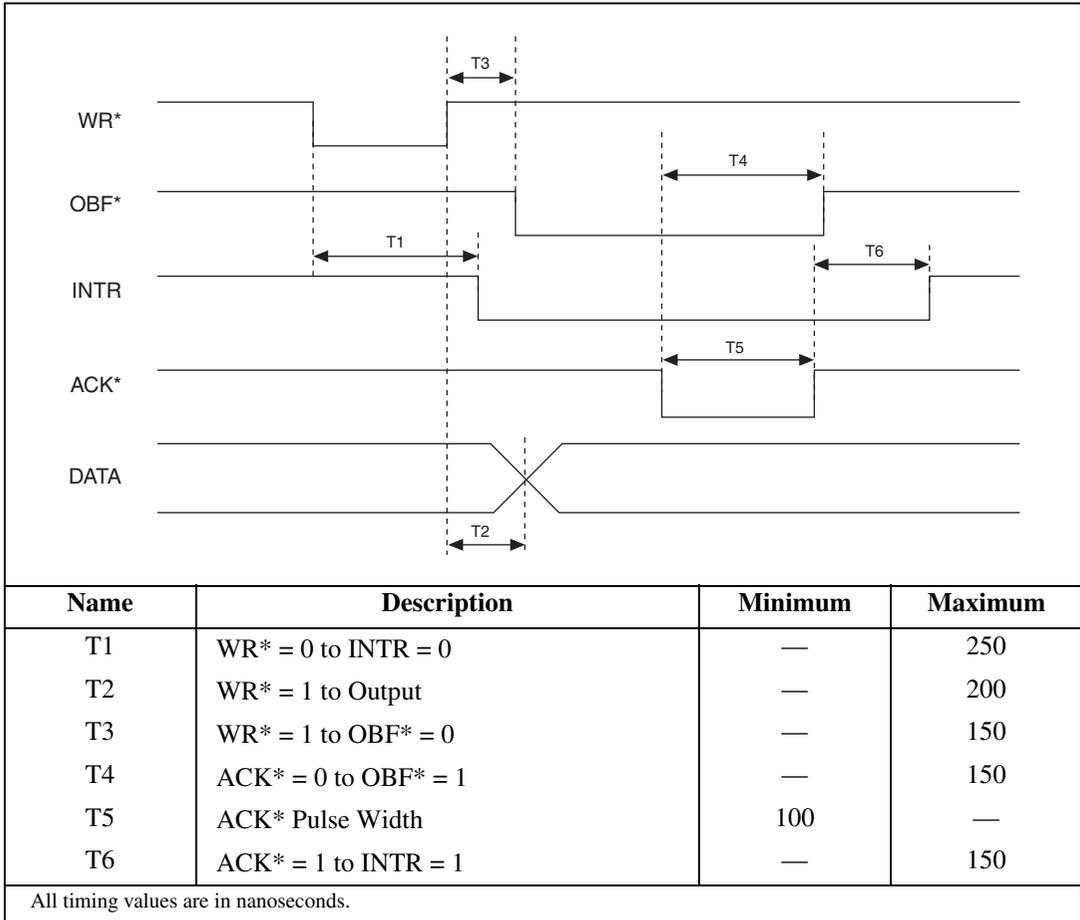 T3
WR*
T4
OBF*
T1
T6
INTR
T5
ACK*
DATA
T2
Name Description Minimum Maximum
T1 WR* = 0 to INTR = 0 — 250
T2 WR* = 1 to Output — 200
T3 WR* = 1 to OBF* = 0 — 150
T4 ACK* = 0 to OBF* = 1 — 150
T5 ACK* Pulse Width 100 —
T6 ACK* = 1 to INTR = 1 — 150
All timing values are in nanoseconds.